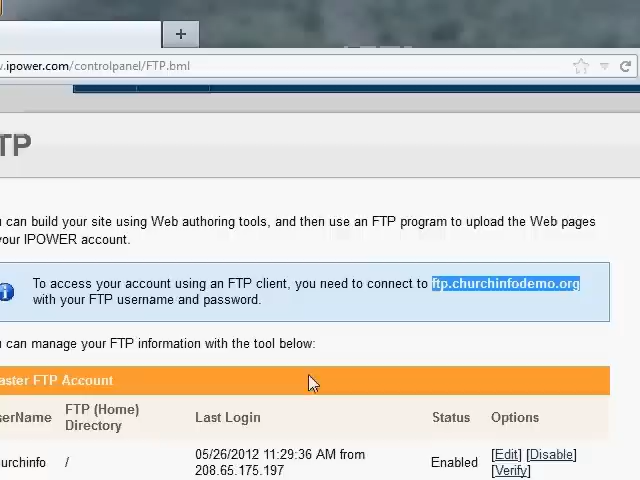 +
.ipower.com/controlpanel/FTP.bml
TP
can build your site using Web authoring tools, and then use an FTP program to upload the Web pages
your IPOWER account.
To access your account using an FTP client, you need to connect to ftp.churchinfodemo.org
with your FTP username and password.
can manage your FTP information with the tool below:
aster FTP Account
serName FTP (Home) Directory Last Login Status Options
urchinfo / 05/26/2012 11:29:36 AM from 208.65.175.197 Enabled [Edit] [Disable] [Verify]